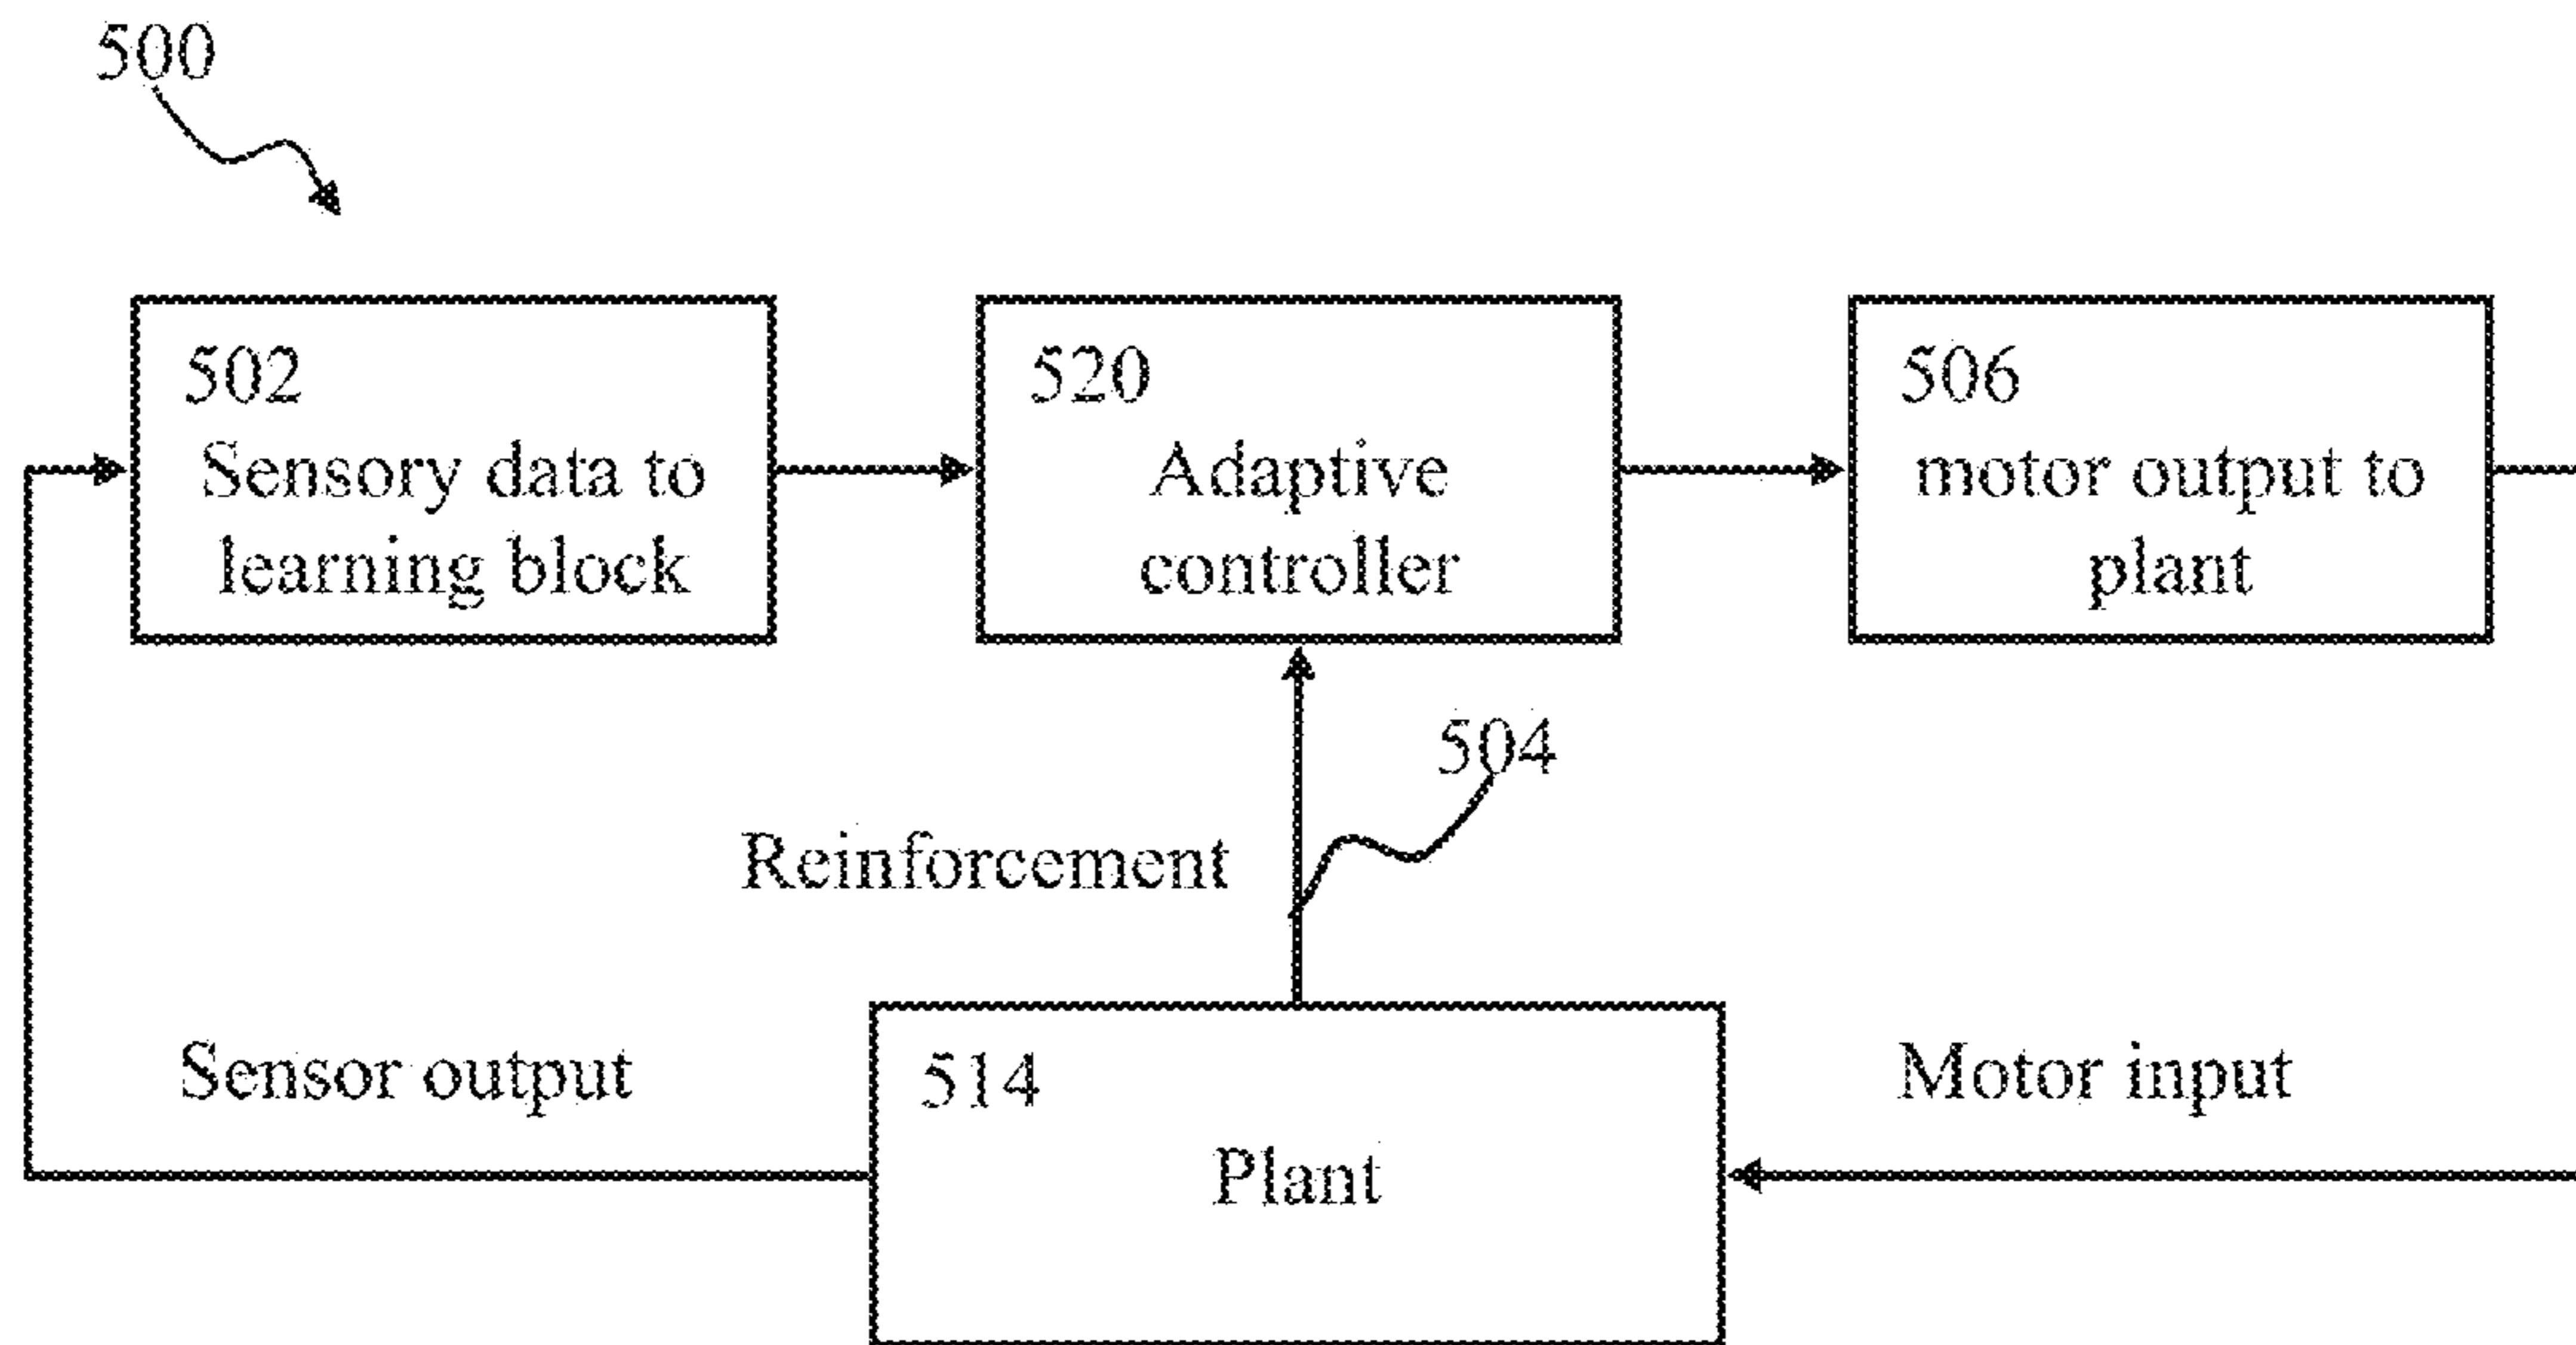 500
502
Sensory data to
learning block
520
Adaptive
controller
506
motor output to
plant
504
Reinforcement
Sensor output
514
Plant
Motor input